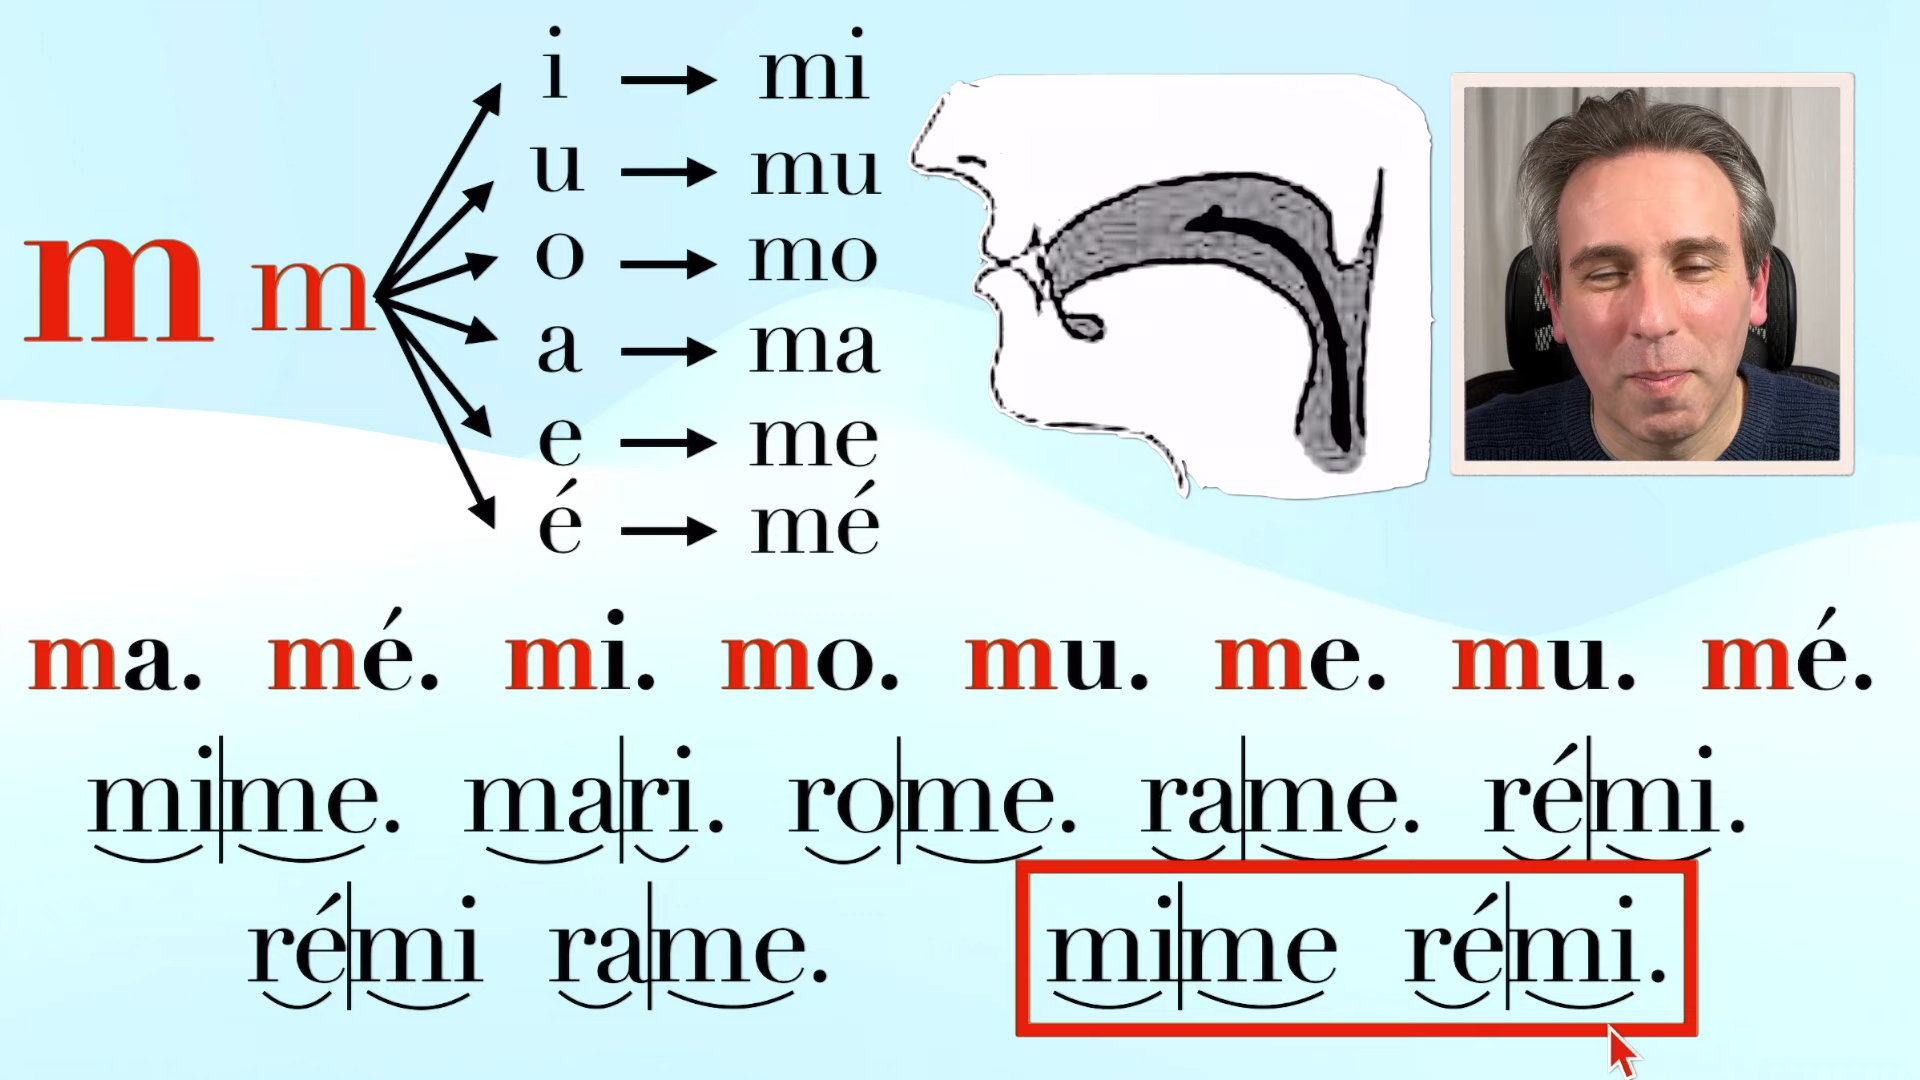 m m
i → mi
u → mu
o → mo
a → ma
e → me
é → mé
ma. mé. mi. mo. mu. me. mu. mé.
mi|me. ma|ri. ro|me. ra|me. ré|mi.
ré|mi ra|me. mi|me ré|mi.